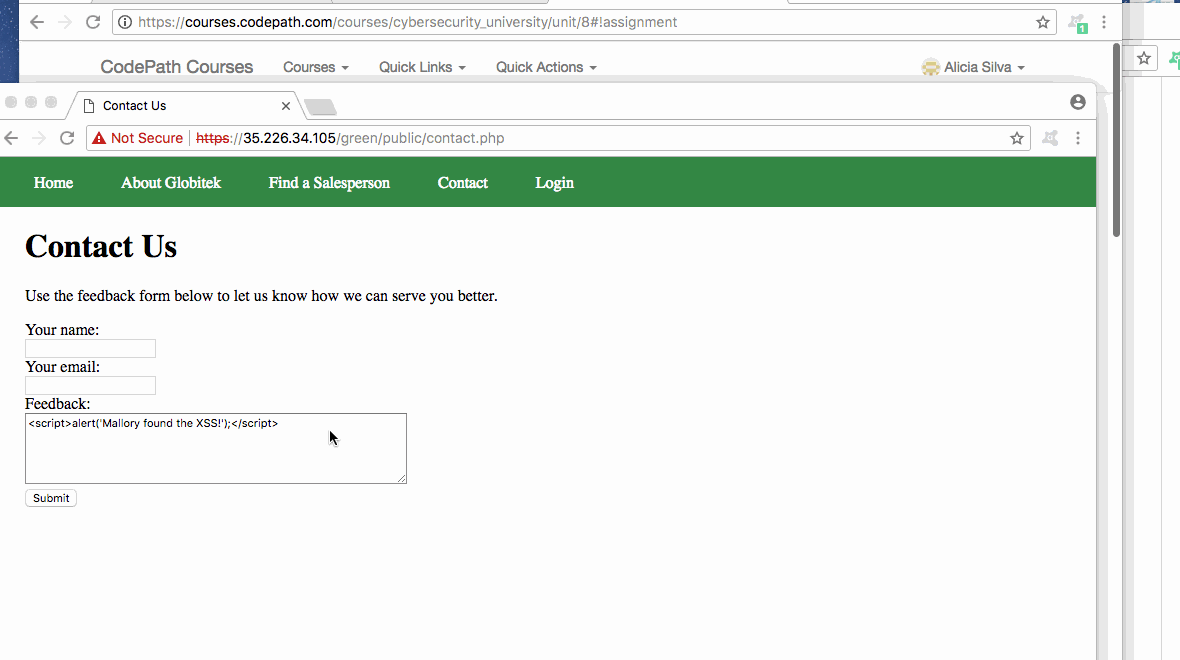 https://courses.codepath.com/courses/cybersecurity_university/unit/8#!assignment
1
CodePath Courses Courses Quick Links Quick Actions Alicia Silva
Contact Us
Not Secure https://35.226.34.105/green/public/contact.php
Home About Globitek Find a Salesperson Contact Login
Contact Us
Use the feedback form below to let us know how we can serve you better.
Your name:
Your email:
Feedback:
<script>alert('Mallory found the XSS!');</script>
Submit